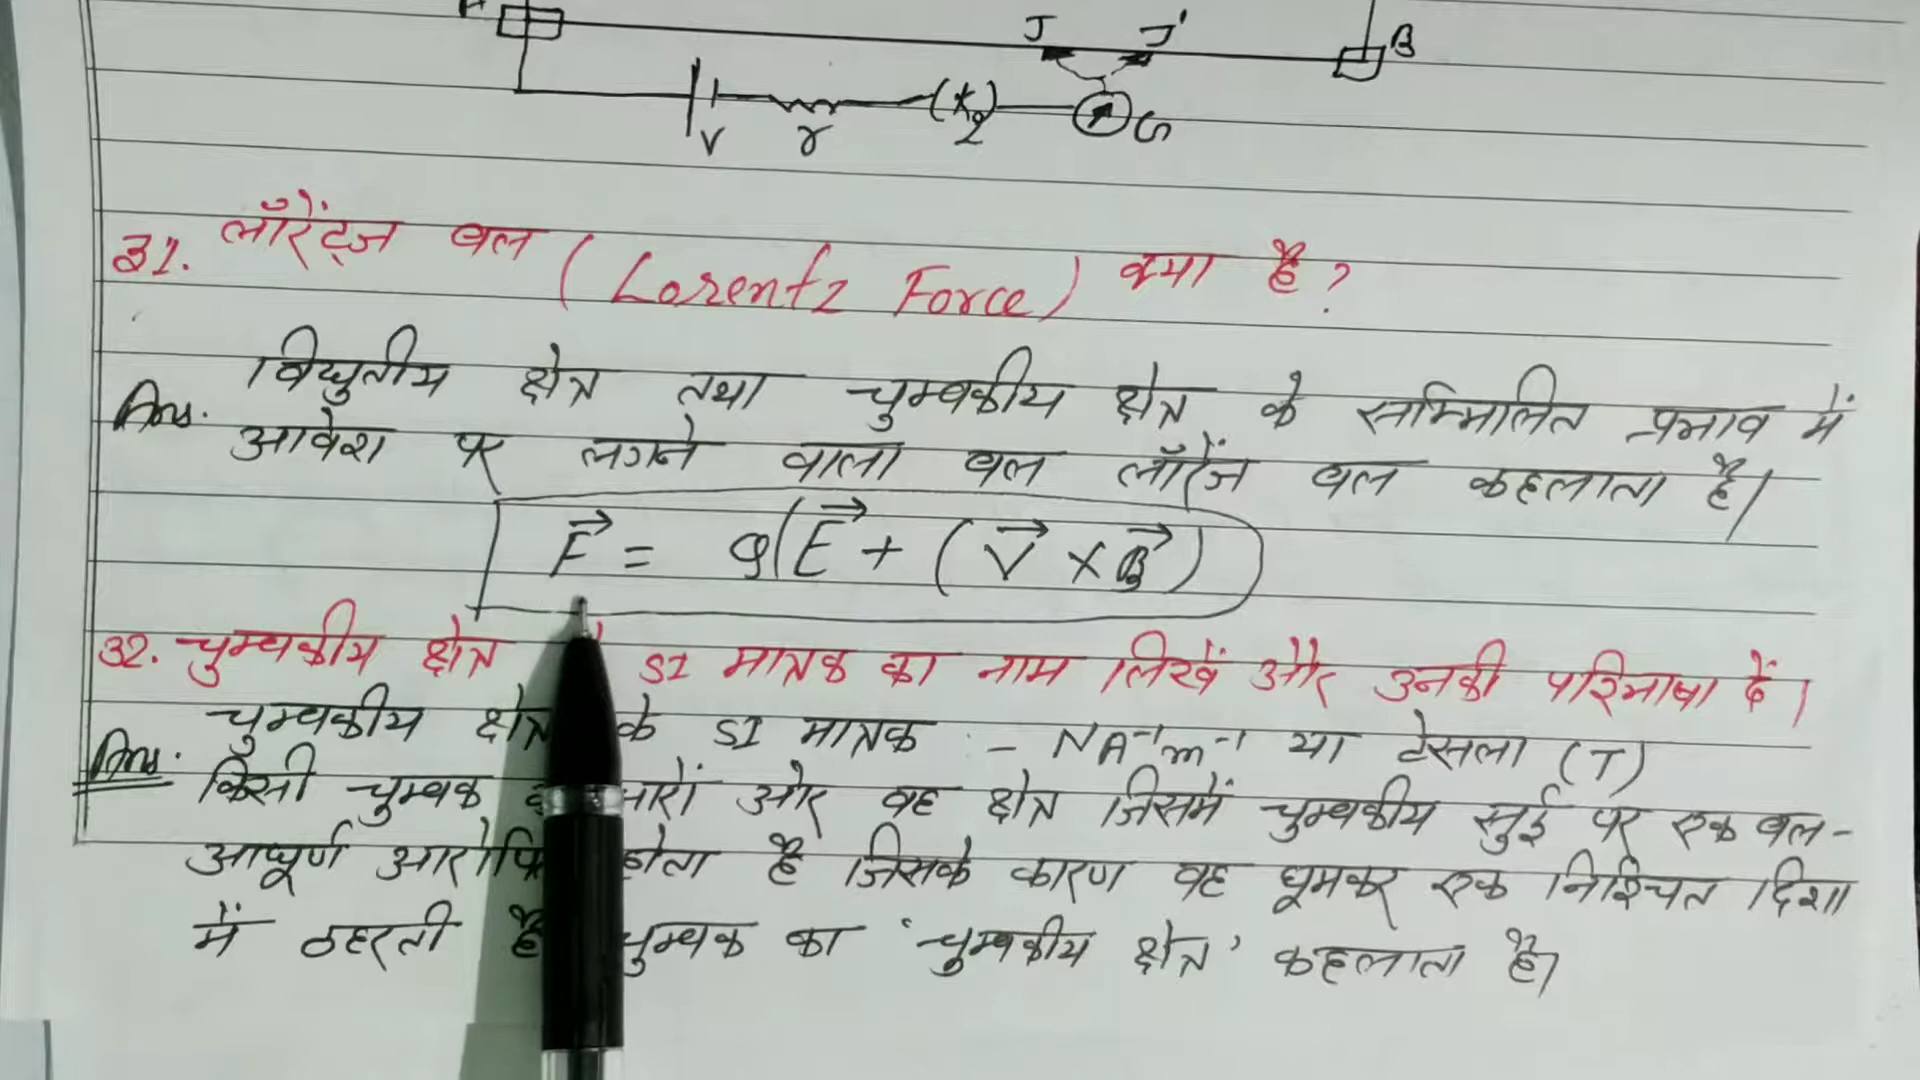 J J' B
V r (K2) G
31. लॉरेंट्ज बल (Lorentz Force) क्या है?
विधुतीय क्षेत्र तथा चुम्बकीय क्षेत्र के सम्मिलित प्रभाव में
Ans. आवेश पर लगने वाला बल लॉरेंज बल कहलाता है।
F⃗ = q(E⃗ + (V⃗ × B⃗)
32. चुम्बकीय क्षेत्र SI मात्रक का नाम लिखें और उनकी परिभाषा दें।
चुम्बकीय क्षेत्र के SI मात्रक :- NA⁻¹m⁻¹ या टेसला (T)
Ans. किसी चुम्बक चारों ओर वह क्षेत्र जिसमें चुम्बकीय सुई पर एक बल-
आघूर्ण होता है जिसके कारण वह घूमकर एक निश्चित दिशा
में ठहरती है चुम्बक का 'चुम्बकीय क्षेत्र' कहलाता है।